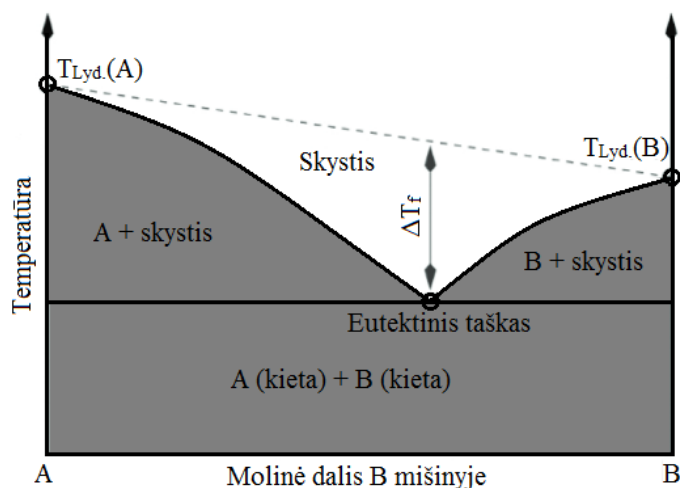 TLyd.(A)
TLyd.(B)
Skystis
ΔTf
Temperatūra
A + skystis
B + skystis
Eutektinis taškas
A (kieta) + B (kieta)
A
Molinė dalis B mišinyje
B